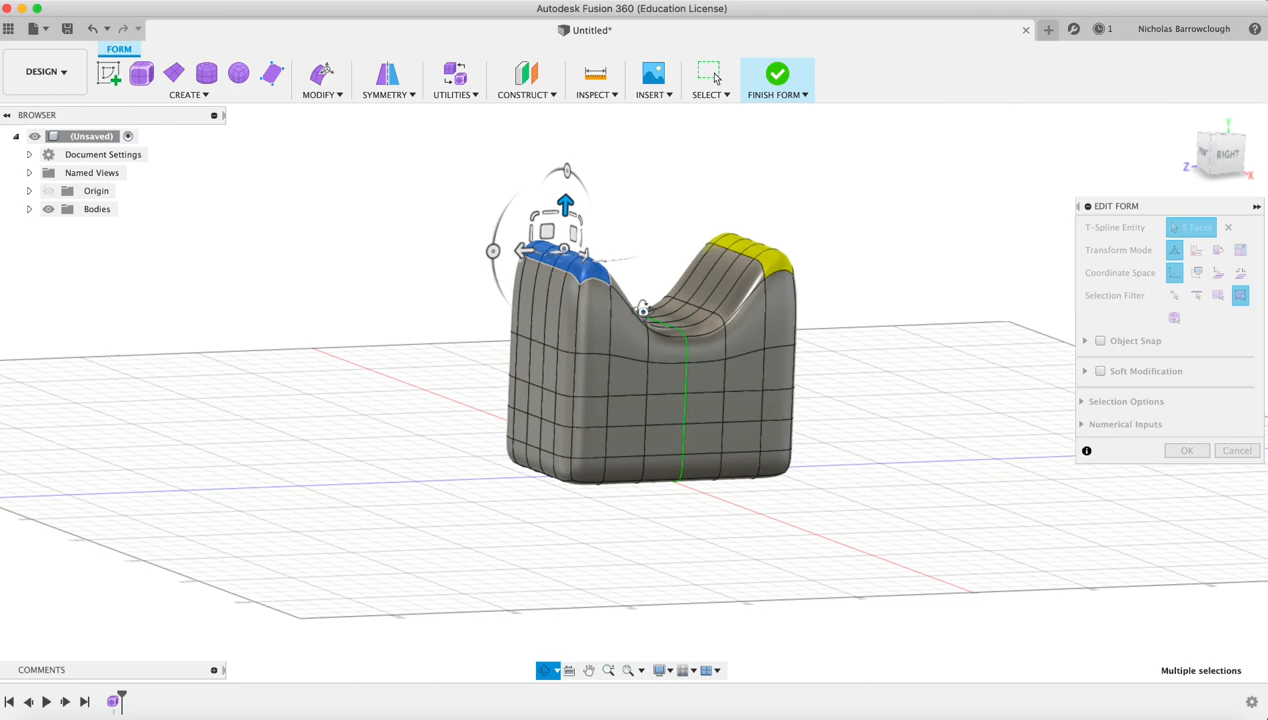 Autodesk Fusion 360 (Education License)
Untitled*
1
Nicholas Barrowclough
FORM
DESIGN
CREATE
MODIFY
SYMMETRY
UTILITIES
CONSTRUCT
INSPECT
INSERT
SELECT
FINISH FORM
BROWSER
(Unsaved)
Document Settings
Named Views
Origin
Bodies
Y
RIGHT
Z
X
EDIT FORM
T-Spline Entity
5 Faces
Transform Mode
Coordinate Space
Selection Filter
Object Snap
Soft Modification
Selection Options
Numerical Inputs
OK
Cancel
COMMENTS
Multiple selections